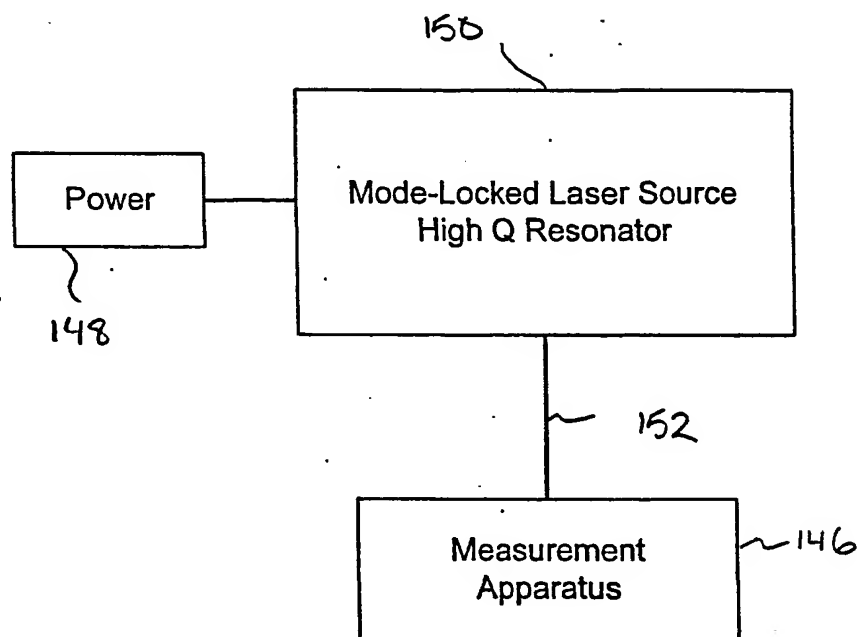 150
Power
Mode-Locked Laser Source
High Q Resonator
148
152
Measurement
Apparatus
146